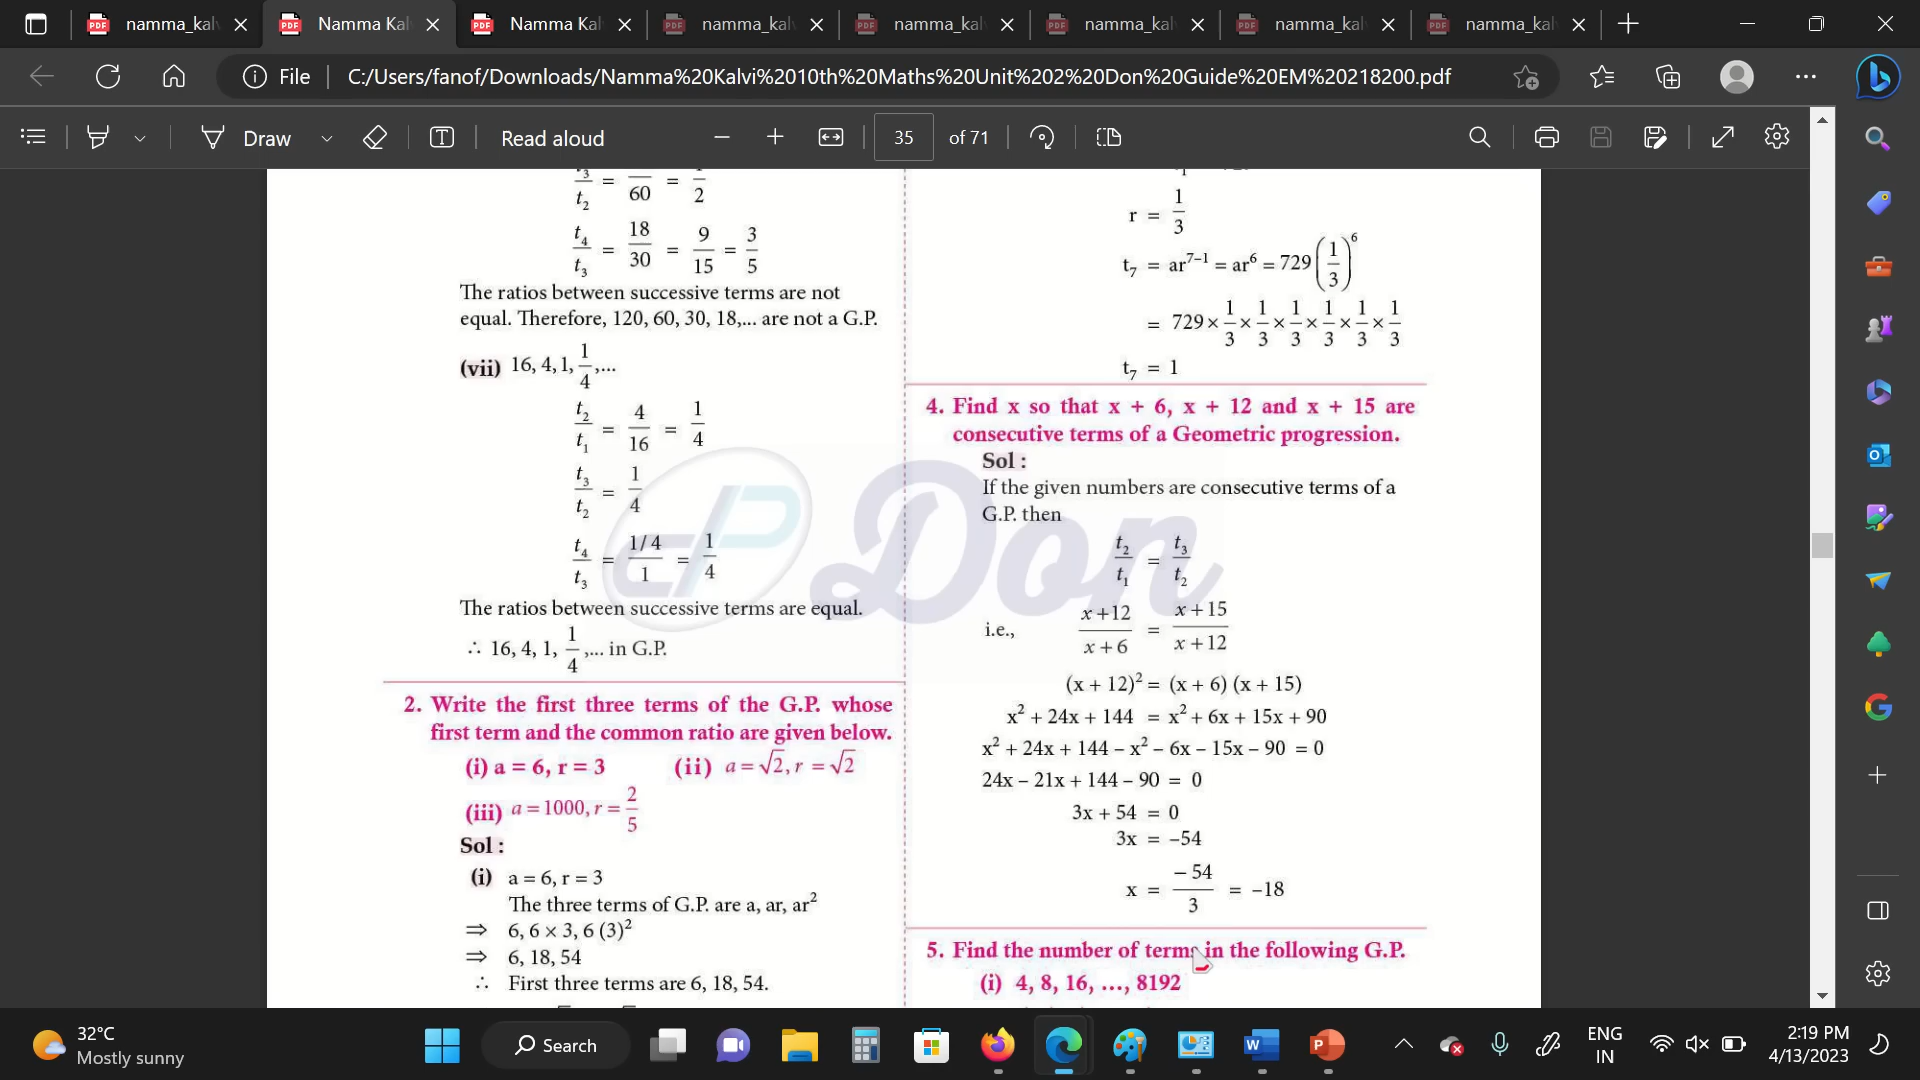 namma_kal
Namma Kal
Namma Ka
namma_kal
namma_kal
namma_kal
namma_kal
namma_kal
File
C:/Users/fanof/Downloads/Namma%20Kalvi%2010th%20Maths%20Unit%202%20Don%20Guide%20EM%20218200.pdf
Draw
Read aloud
35 of 71
t3/t2 = /60 = 1/2
t4/t3 = 18/30 = 9/15 = 3/5
The ratios between successive terms are not
equal. Therefore, 120, 60, 30, 18,... are not a G.P.
(vii) 16, 4, 1, 1/4,...
t2/t1 = 4/16 = 1/4
t3/t2 = 1/4
t4/t3 = 1/4/1 = 1/4
The ratios between successive terms are equal.
∴ 16, 4, 1, 1/4,... in G.P.
2. Write the first three terms of the G.P. whose
first term and the common ratio are given below.
(i) a = 6, r = 3 (ii) a = √2, r = √2
(iii) a = 1000, r = 2/5
Sol :
(i) a = 6, r = 3
The three terms of G.P. are a, ar, ar²
⇒ 6, 6 × 3, 6 (3)²
⇒ 6, 18, 54
∴ First three terms are 6, 18, 54.
r = 1/3
t7 = ar⁷⁻¹ = ar⁶ = 729(1/3)⁶
= 729 × 1/3 × 1/3 × 1/3 × 1/3 × 1/3 × 1/3
t7 = 1
4. Find x so that x + 6, x + 12 and x + 15 are
consecutive terms of a Geometric progression.
Sol :
If the given numbers are consecutive terms of a
G.P. then
t2/t1 = t3/t2
i.e., x+12/x+6 = x+15/x+12
(x + 12)² = (x + 6) (x + 15)
x² + 24x + 144 = x² + 6x + 15x + 90
x² + 24x + 144 – x² – 6x – 15x – 90 = 0
24x – 21x + 144 – 90 = 0
3x + 54 = 0
3x = –54
x = –54/3 = –18
5. Find the number of terms in the following G.P.
(i) 4, 8, 16, ..., 8192
Don
32°C
Mostly sunny
Search
ENG
IN
2:19 PM
4/13/2023